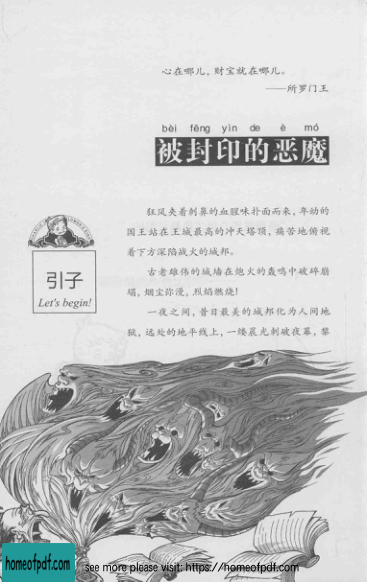 心在哪儿，财宝就在哪儿。
——所罗门王
bèi fēng yìn de è mó
被封印的恶魔
引子
Let's begin!
狂风夹着刺鼻的血腥味扑面而来，年幼的
国王站在王城最高的冲天塔顶，痛苦地俯视
着下方深陷战火的城邦。
古老雄伟的城墙在炮火的轰鸣中破碎崩
塌，烟尘弥漫，烈焰燃烧！
一夜之间，昔日最美的城邦化为人间地
狱，远处的地平线上，一缕晨光刺破夜幕，黎
homeofpdf.com
see more please visit: https://homeofpdf.com